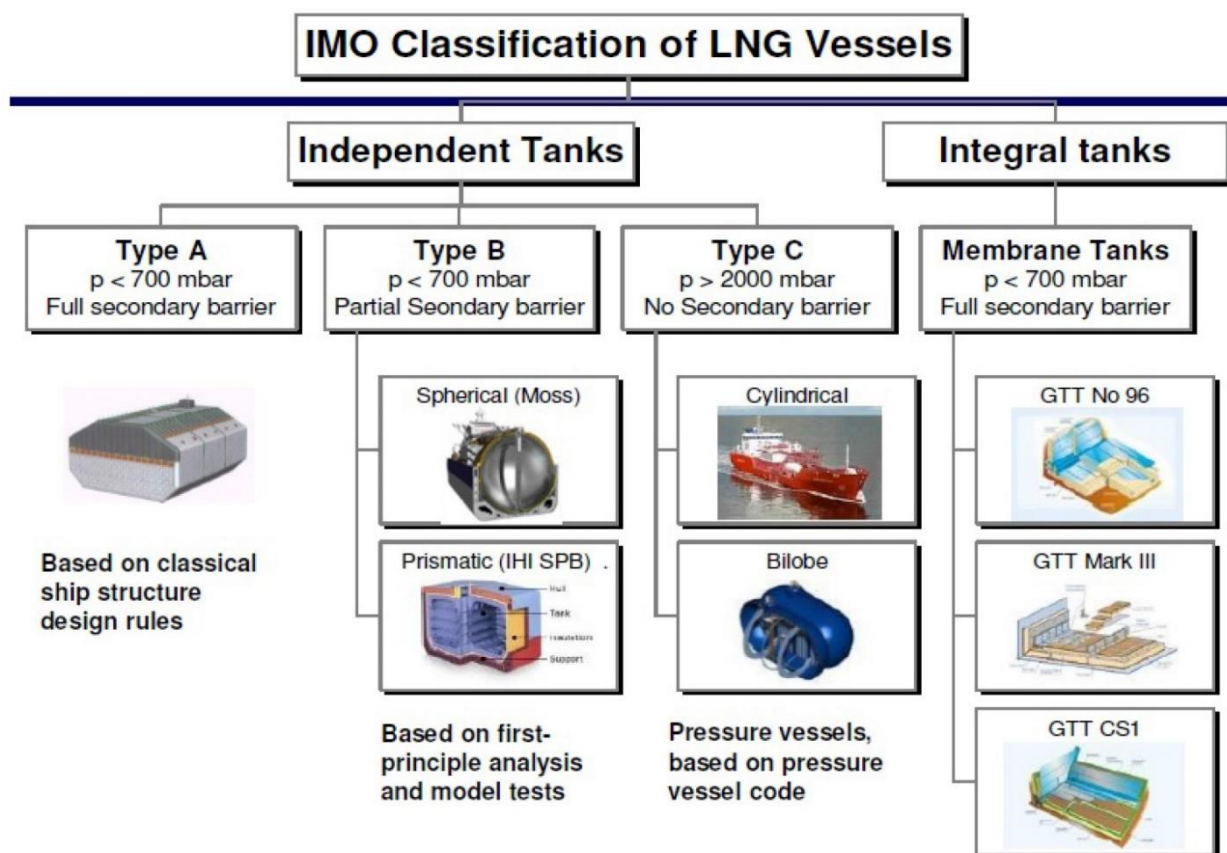 IMO Classification of LNG Vessels
Independent Tanks
Integral tanks
Type A
p < 700 mbar
Full secondary barrier
Type B
p < 700 mbar
Partial Seondary barrier
Type C
p > 2000 mbar
No Secondary barrier
Membrane Tanks
p < 700 mbar
Full secondary barrier
Based on classical
ship structure
design rules
Spherical (Moss)
Prismatic (IHI SPB) .
Hull
Tank
Insulation
Support
Based on first-
principle analysis
and model tests
Cylindrical
Bilobe
Pressure vessels,
based on pressure
vessel code
GTT No 96
GTT Mark III
GTT CS1